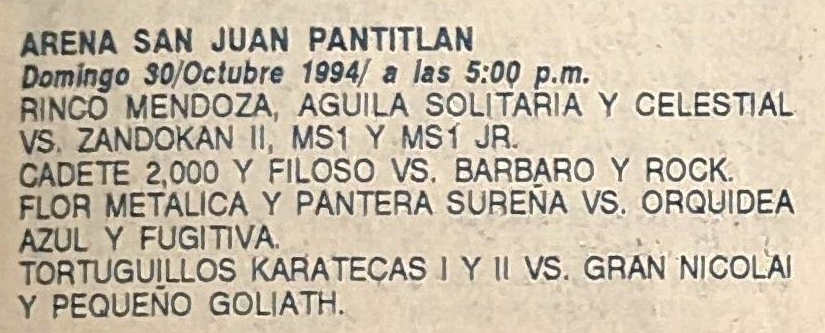 ARENA SAN JUAN PANTITLAN
Domingo 30/Octubre 1994/ a las 5:00 p.m.
RINCO MENDOZA, AGUILA SOLITARIA Y CELESTIAL
VS. ZANDOKAN II, MS1 Y MS1 JR.
CADETE 2,000 Y FILOSO VS. BARBARO Y ROCK.
FLOR METALICA Y PANTERA SUREÑA VS. ORQUIDEA
AZUL Y FUGITIVA.
TORTUGUILLOS KARATECAS I Y II VS. GRAN NICOLAI
Y PEQUEÑO GOLIATH.